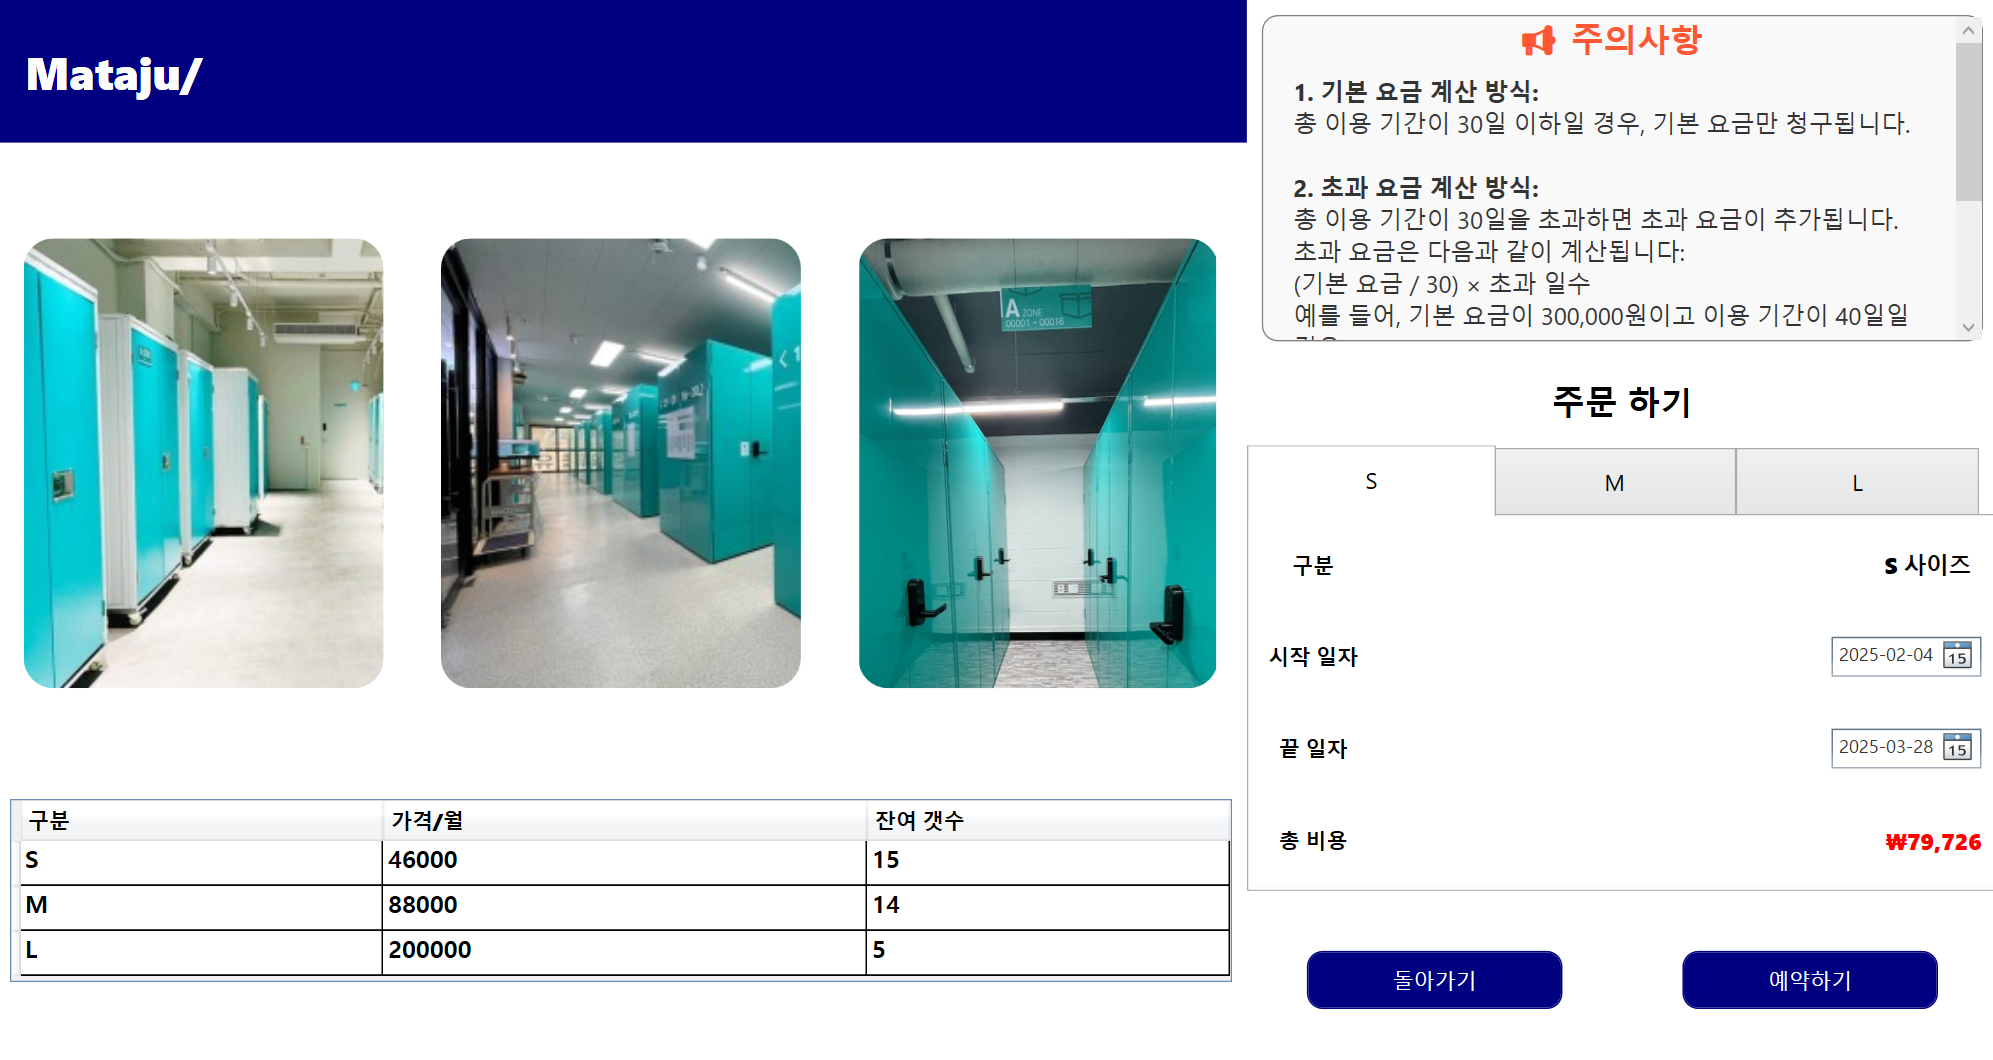 Mataju/
A ZONE
00001 - 00016
구분 가격/월 잔여 갯수
S 46000 15
M 88000 14
L 200000 5
주의사항
1. 기본 요금 계산 방식:
총 이용 기간이 30일 이하일 경우, 기본 요금만 청구됩니다.
2. 초과 요금 계산 방식:
총 이용 기간이 30일을 초과하면 초과 요금이 추가됩니다.
초과 요금은 다음과 같이 계산됩니다:
(기본 요금 / 30) × 초과 일수
예를 들어, 기본 요금이 300,000원이고 이용 기간이 40일일
주문 하기
S M L
구분 S 사이즈
시작 일자 2025-02-04 15
끝 일자 2025-03-28 15
총 비용 ₩79,726
돌아가기 예약하기